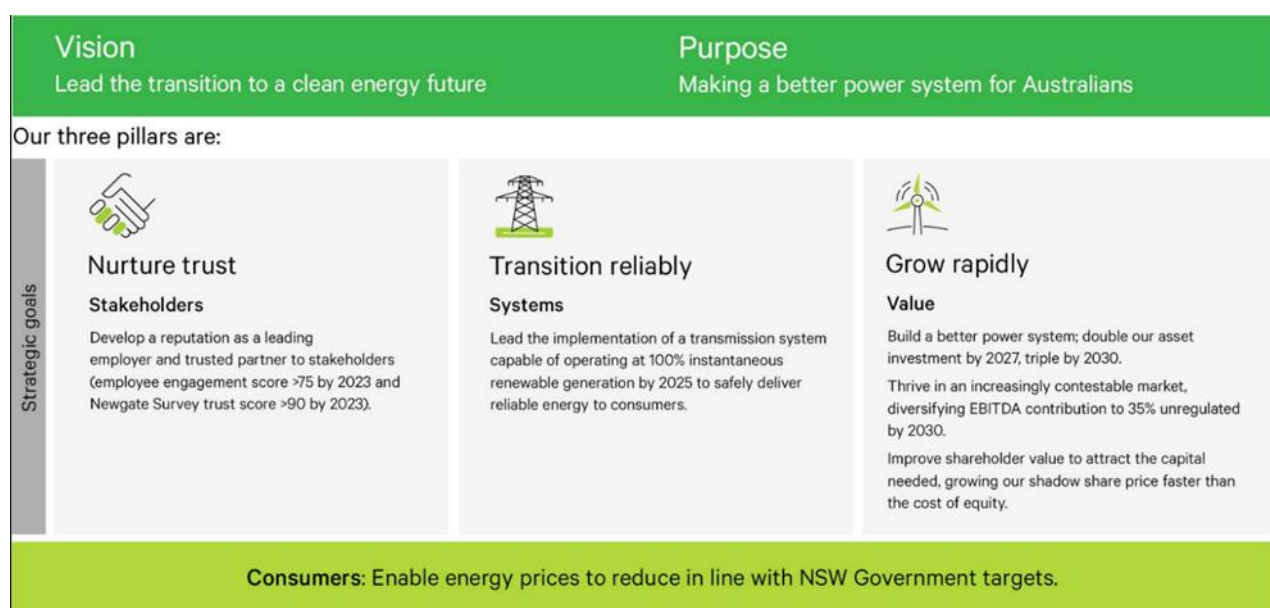 Vision
Lead the transition to a clean energy future
Purpose
Making a better power system for Australians
Our three pillars are:
Strategic goals
Nurture trust
Stakeholders
Develop a reputation as a leading
employer and trusted partner to stakeholders
(employee engagement score >75 by 2023 and
Newgate Survey trust score >90 by 2023).
Transition reliably
Systems
Lead the implementation of a transmission system
capable of operating at 100% instantaneous
renewable generation by 2025 to safely deliver
reliable energy to consumers.
Grow rapidly
Value
Build a better power system; double our asset
investment by 2027, triple by 2030.
Thrive in an increasingly contestable market,
diversifying EBITDA contribution to 35% unregulated
by 2030.
Improve shareholder value to attract the capital
needed, growing our shadow share price faster than
the cost of equity.
Consumers: Enable energy prices to reduce in line with NSW Government targets.